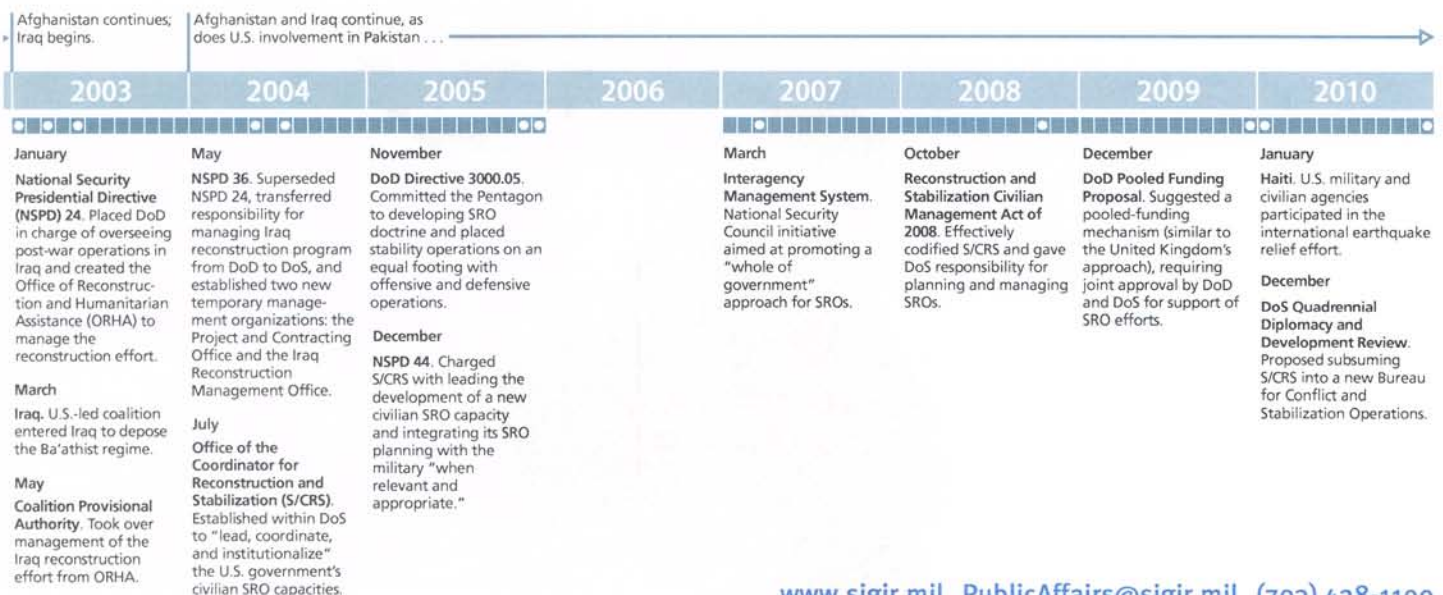 Afghanistan continues;
Iraq begins.
Afghanistan and Iraq continue, as
does U.S. involvement in Pakistan . . .
2003
2004
2005
2006
2007
2008
2009
2010
January
National Security
Presidential Directive
(NSPD) 24. Placed DoD
in charge of overseeing
post-war operations in
Iraq and created the
Office of Reconstruc-
tion and Humanitarian
Assistance (ORHA) to
manage the
reconstruction effort.
March
Iraq. U.S.-led coalition
entered Iraq to depose
the Ba'athist regime.
May
Coalition Provisional
Authority. Took over
management of the
Iraq reconstruction
effort from ORHA.
May
NSPD 36. Superseded
NSPD 24, transferred
responsibility for
managing Iraq
reconstruction program
from DoD to DoS, and
established two new
temporary manage-
ment organizations: the
Project and Contracting
Office and the Iraq
Reconstruction
Management Office.
July
Office of the
Coordinator for
Reconstruction and
Stabilization (S/CRS).
Established within DoS
to "lead, coordinate,
and institutionalize"
the U.S. government's
civilian SRO capacities.
November
DoD Directive 3000.05.
Committed the Pentagon
to developing SRO
doctrine and placed
stability operations on an
equal footing with
offensive and defensive
operations.
December
NSPD 44. Charged
S/CRS with leading the
development of a new
civilian SRO capacity
and integrating its SRO
planning with the
military "when
relevant and
appropriate."
March
Interagency
Management System.
National Security
Council initiative
aimed at promoting a
"whole of
government"
approach for SROs.
October
Reconstruction and
Stabilization Civilian
Management Act of
2008. Effectively
codified S/CRS and gave
DoS responsibility for
planning and managing
SROs.
December
DoD Pooled Funding
Proposal. Suggested a
pooled-funding
mechanism (similar to
the United Kingdom's
approach), requiring
joint approval by DoD
and DoS for support of
SRO efforts.
January
Haiti. U.S. military and
civilian agencies
participated in the
international earthquake
relief effort.
December
DoS Quadrennial
Diplomacy and
Development Review.
Proposed subsuming
S/CRS into a new Bureau
for Conflict and
Stabilization Operations.
www.sigir.mil PublicAffairs@sigir.mil (703) 428-1100